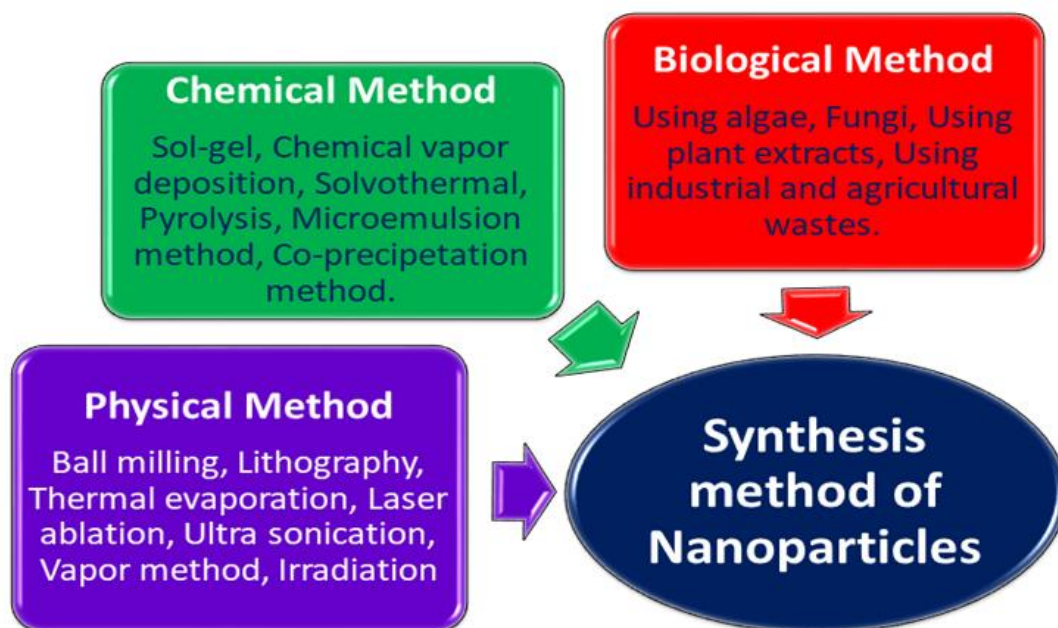 Chemical Method
Sol-gel, Chemical vapor
deposition, Solvothermal,
Pyrolysis, Microemulsion
method, Co-precipetation
method.
Biological Method
Using algae, Fungi, Using
plant extracts, Using
industrial and agricultural
wastes.
Physical Method
Ball milling, Lithography,
Thermal evaporation, Laser
ablation, Ultra sonication,
Vapor method, Irradiation
Synthesis
method of
Nanoparticles